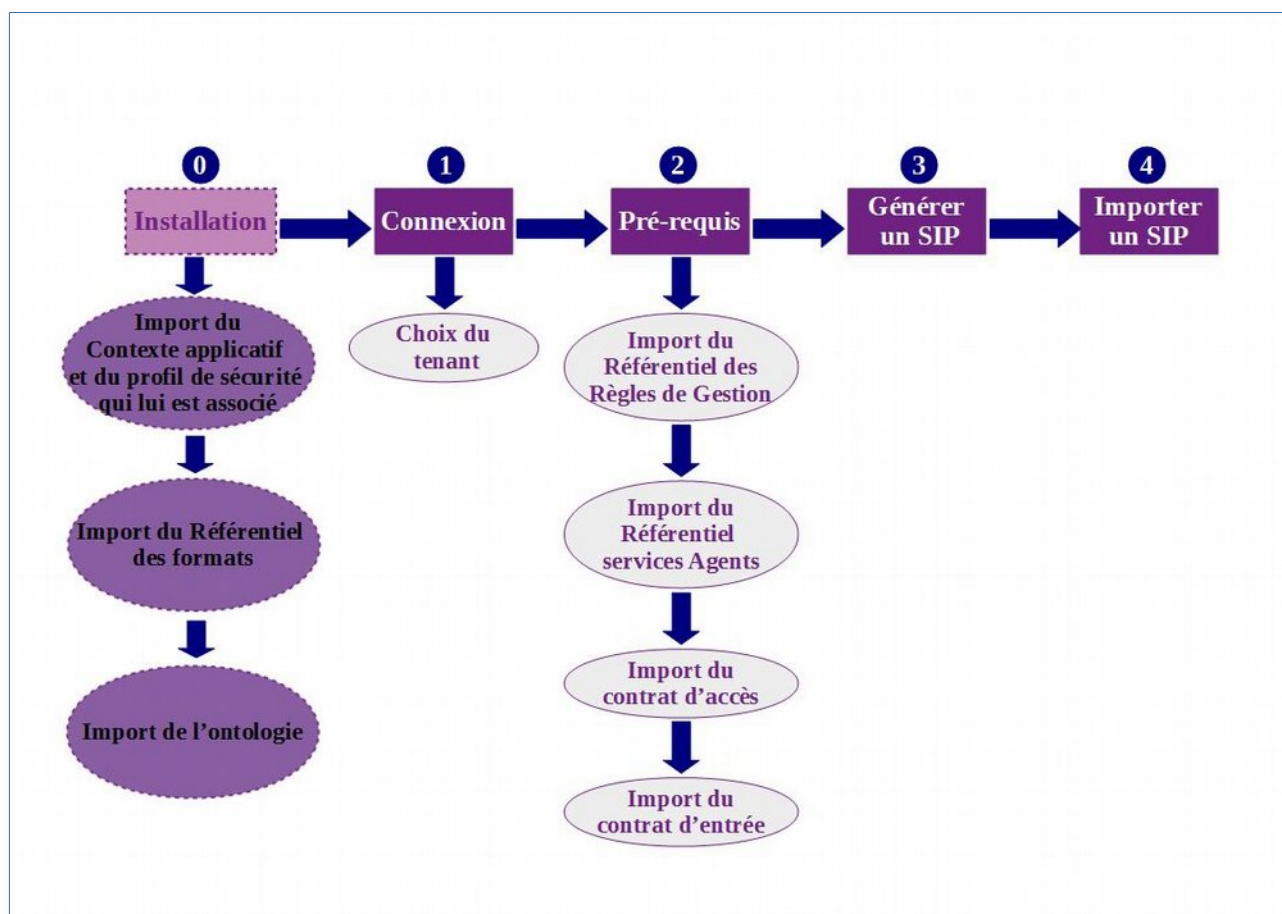 0
Installation
Import du
Contexte applicatif
et du profil de sécurité
qui lui est associé
Import du Référentiel
des formats
Import de l'ontologie
1
Connexion
Choix du
tenant
2
Pré-requis
Import du
Référentiel des
Règles de Gestion
Import du
Référentiel
services Agents
Import du
contrat d'accès
Import du
contrat d'entrée
3
Générer
un SIP
4
Importer
un SIP